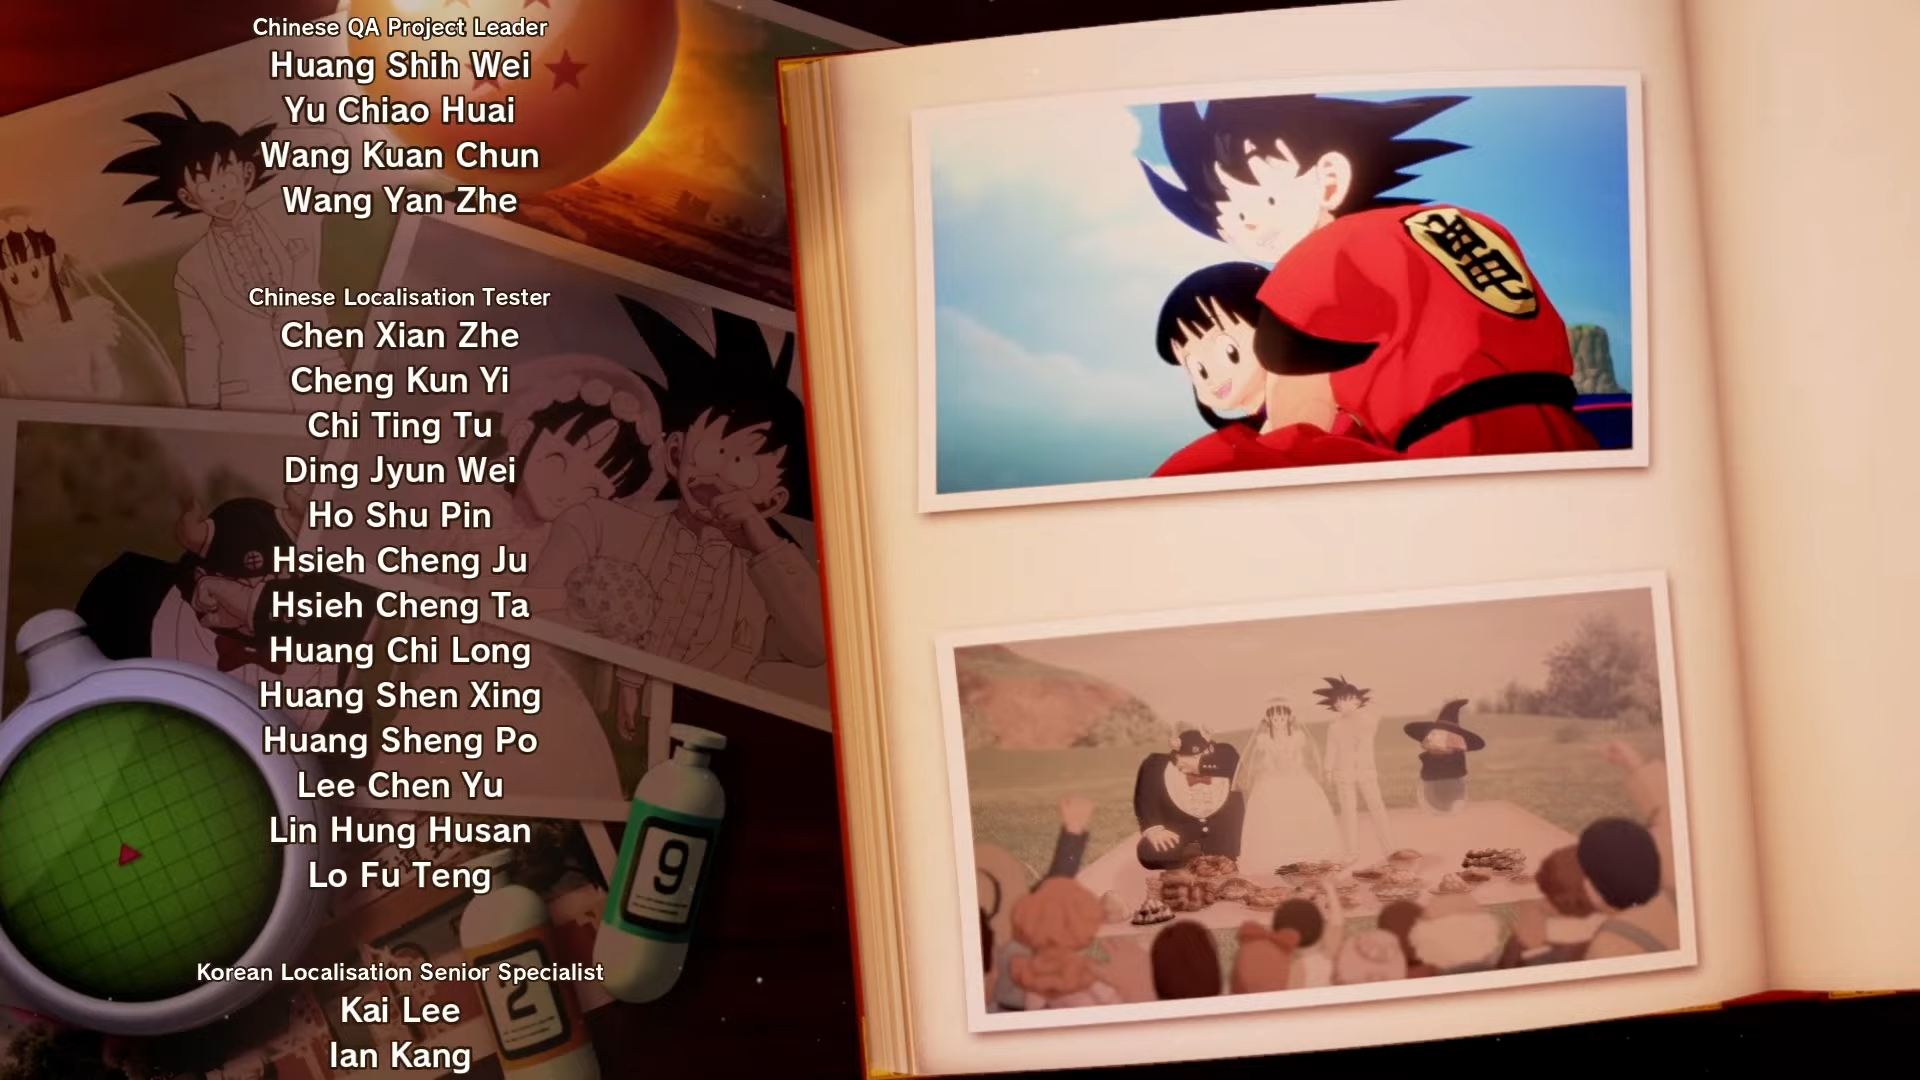 Chinese QA Project Leader
Huang Shih Wei
Yu Chiao Huai
Wang Kuan Chun
Wang Yan Zhe
Chinese Localisation Tester
Chen Xian Zhe
Cheng Kun Yi
Chi Ting Tu
Ding Jyun Wei
Ho Shu Pin
Hsieh Cheng Ju
Hsieh Cheng Ta
Huang Chi Long
Huang Shen Xing
Huang Sheng Po
Lee Chen Yu
Lin Hung Husan
Lo Fu Teng
Korean Localisation Senior Specialist
Kai Lee
Ian Kang
亀
9
2